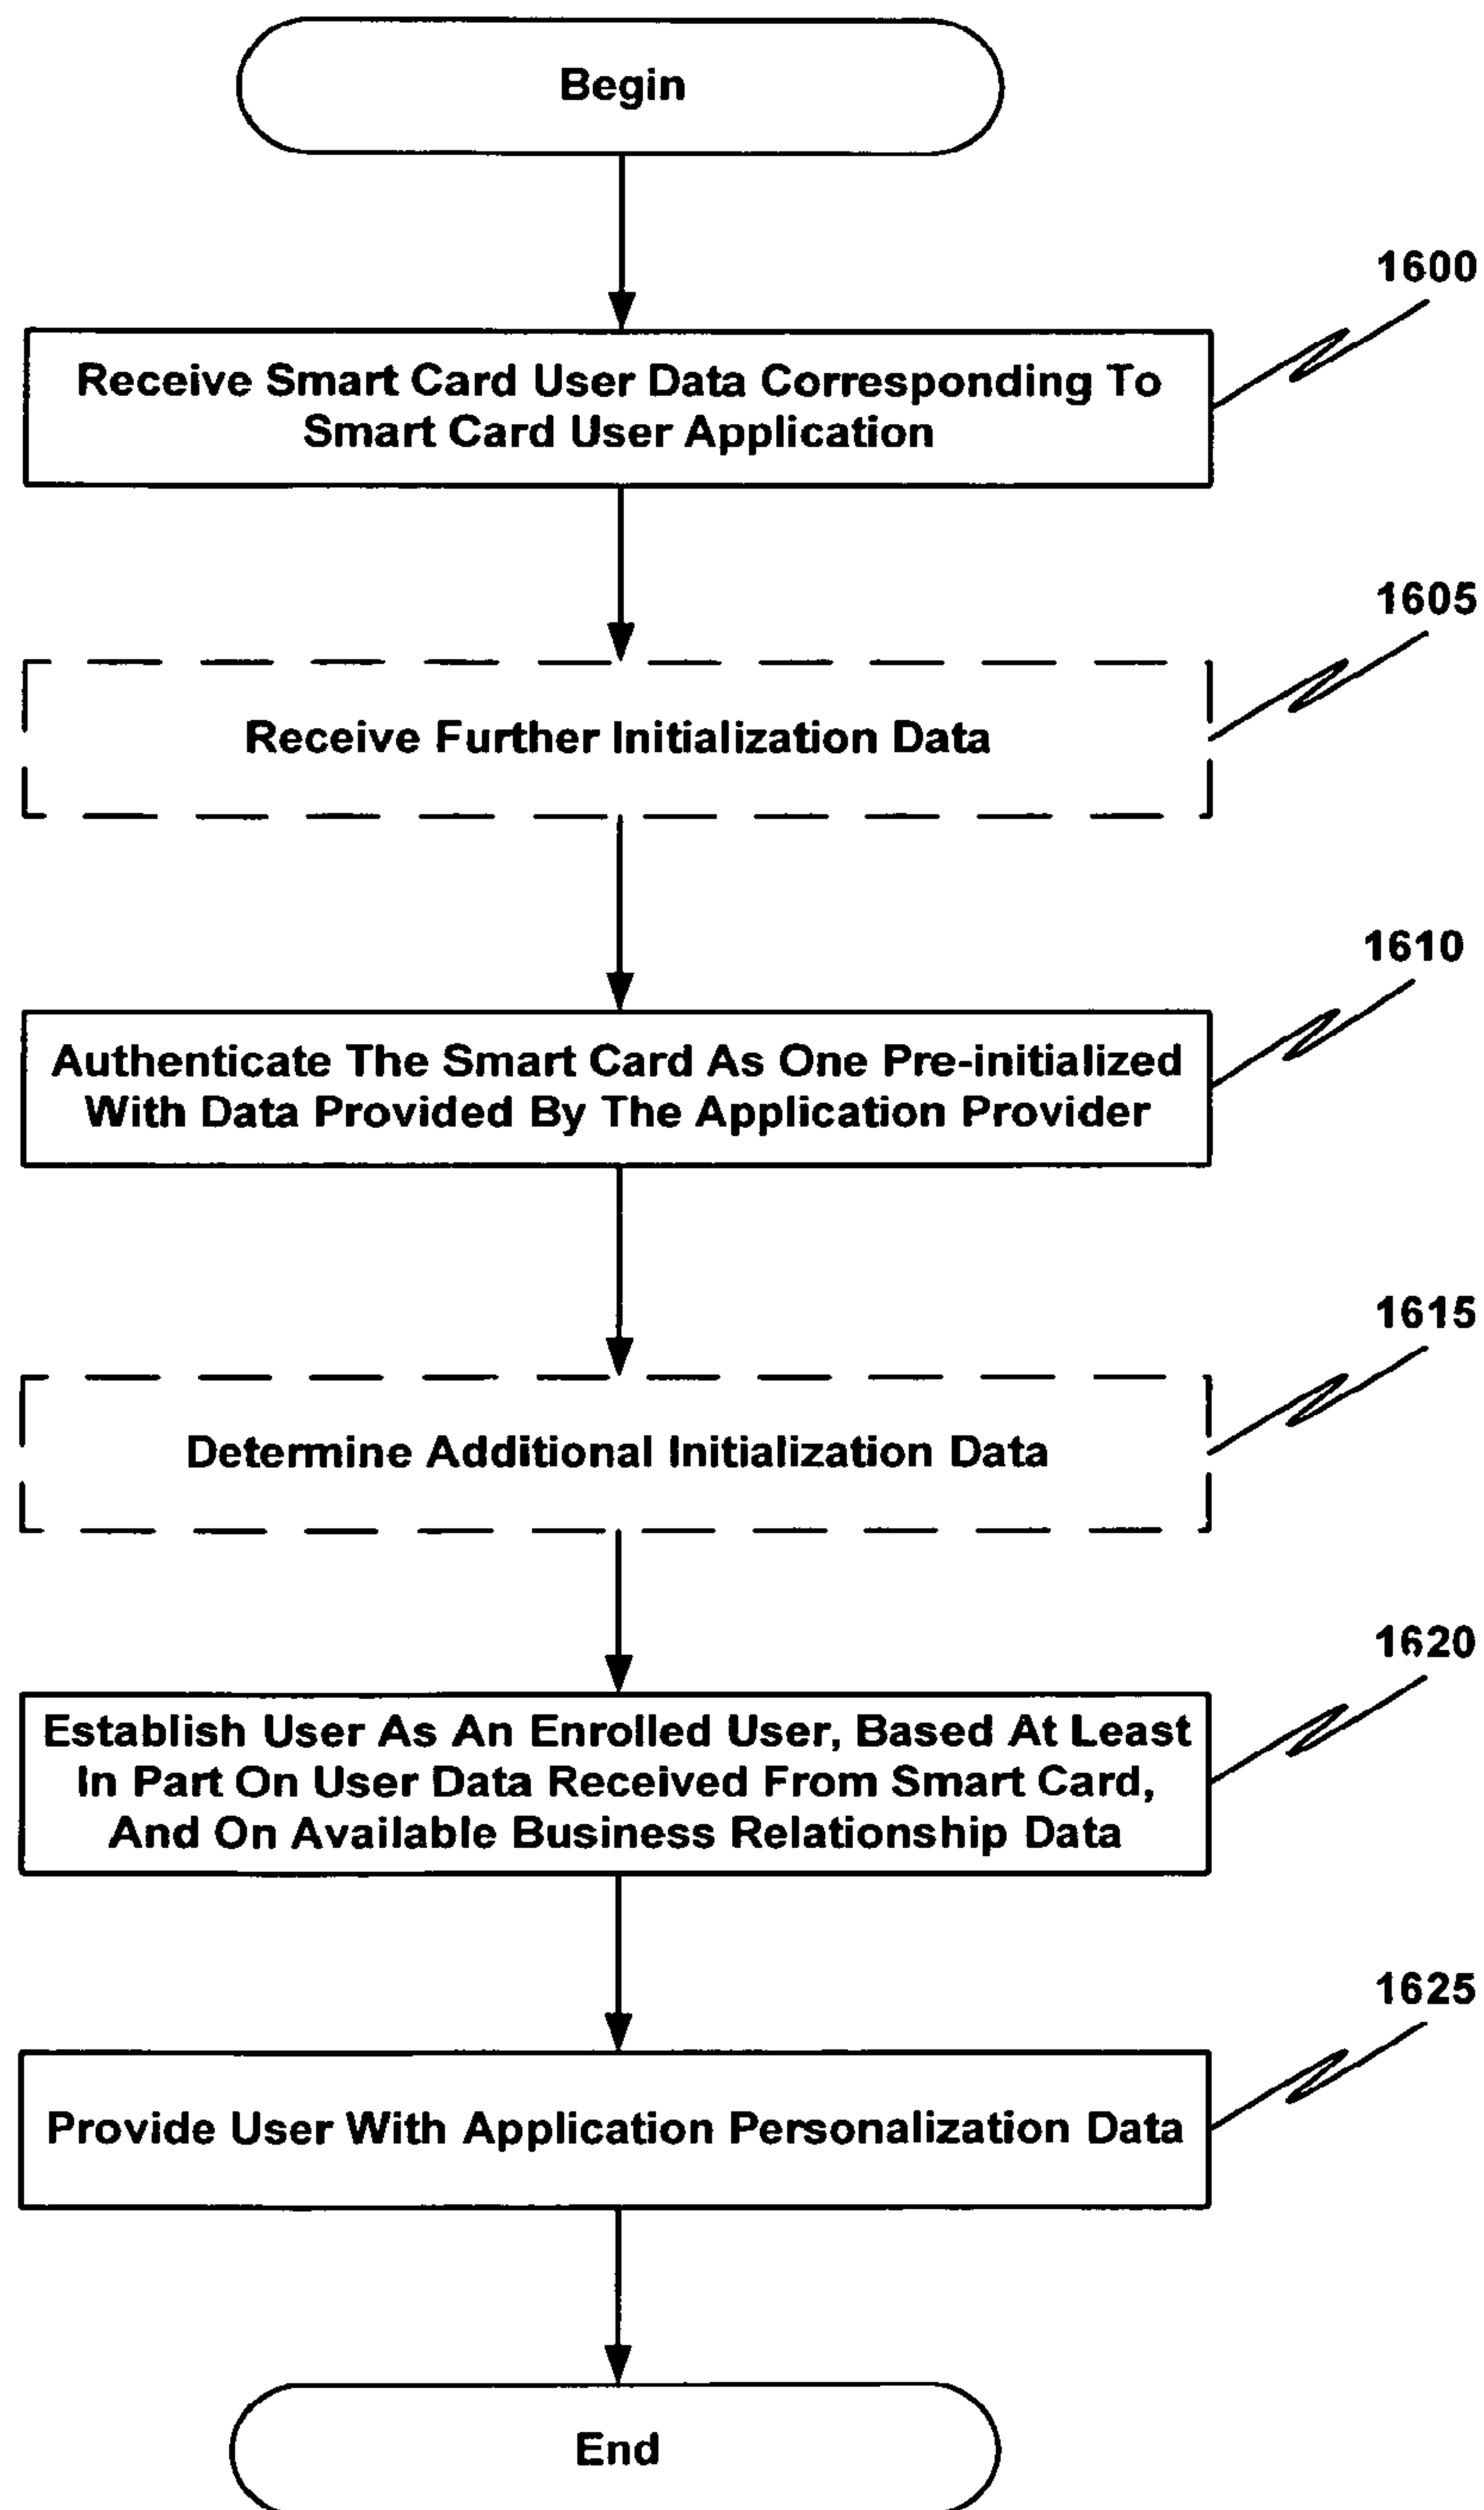 Begin
1600
Receive Smart Card User Data Corresponding To
Smart Card User Application
1605
Receive Further Initialization Data
1610
Authenticate The Smart Card As One Pre-initialized
With Data Provided By The Application Provider
1615
Determine Additional Initialization Data
1620
Establish User As An Enrolled User, Based At Least
In Part On User Data Received From Smart Card,
And On Available Business Relationship Data
1625
Provide User With Application Personalization Data
End